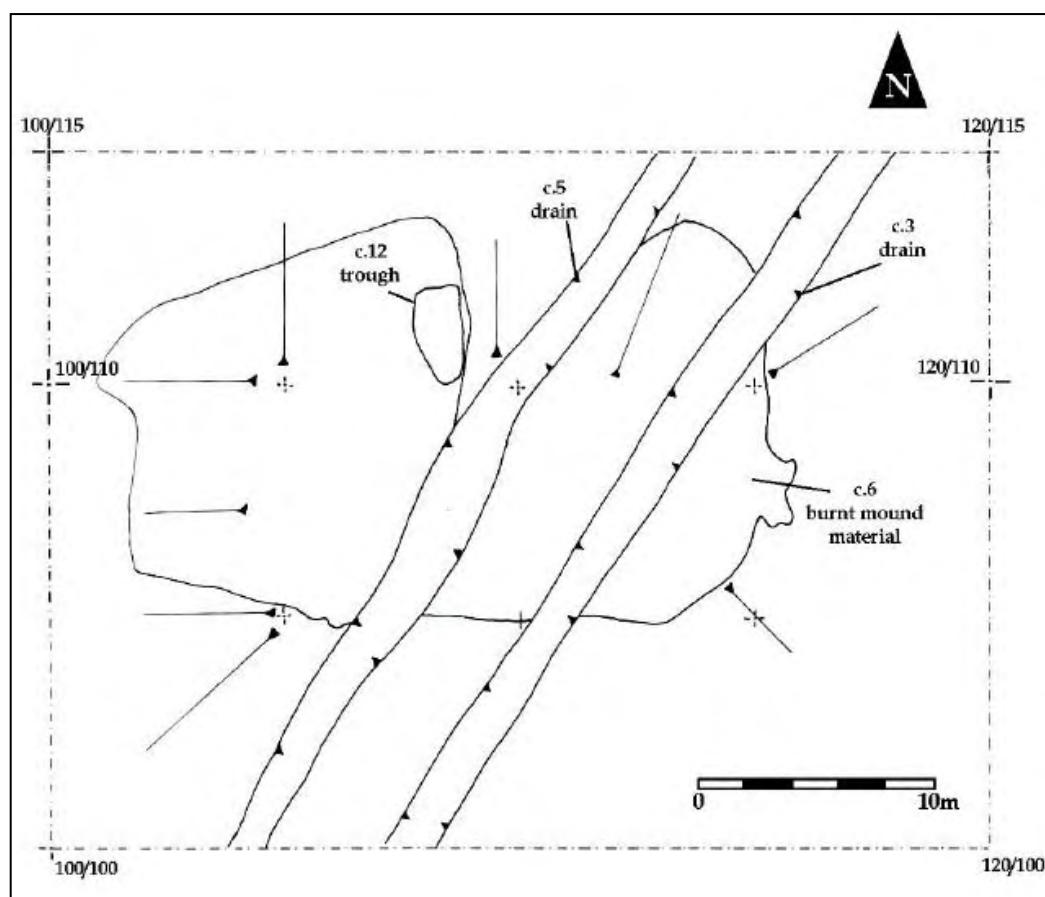 N
100/115
120/115
c.5
drain
c.3
drain
c.12
trough
100/110
120/110
c.6
burnt mound
material
0 10m
100/100
120/100